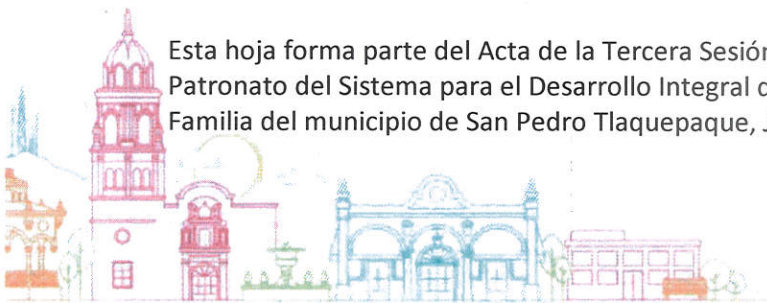 Esta hoja forma parte del Acta de la Tercera Sesión
Patronato del Sistema para el Desarrollo Integral d
Familia del municipio de San Pedro Tlaquepaque, J